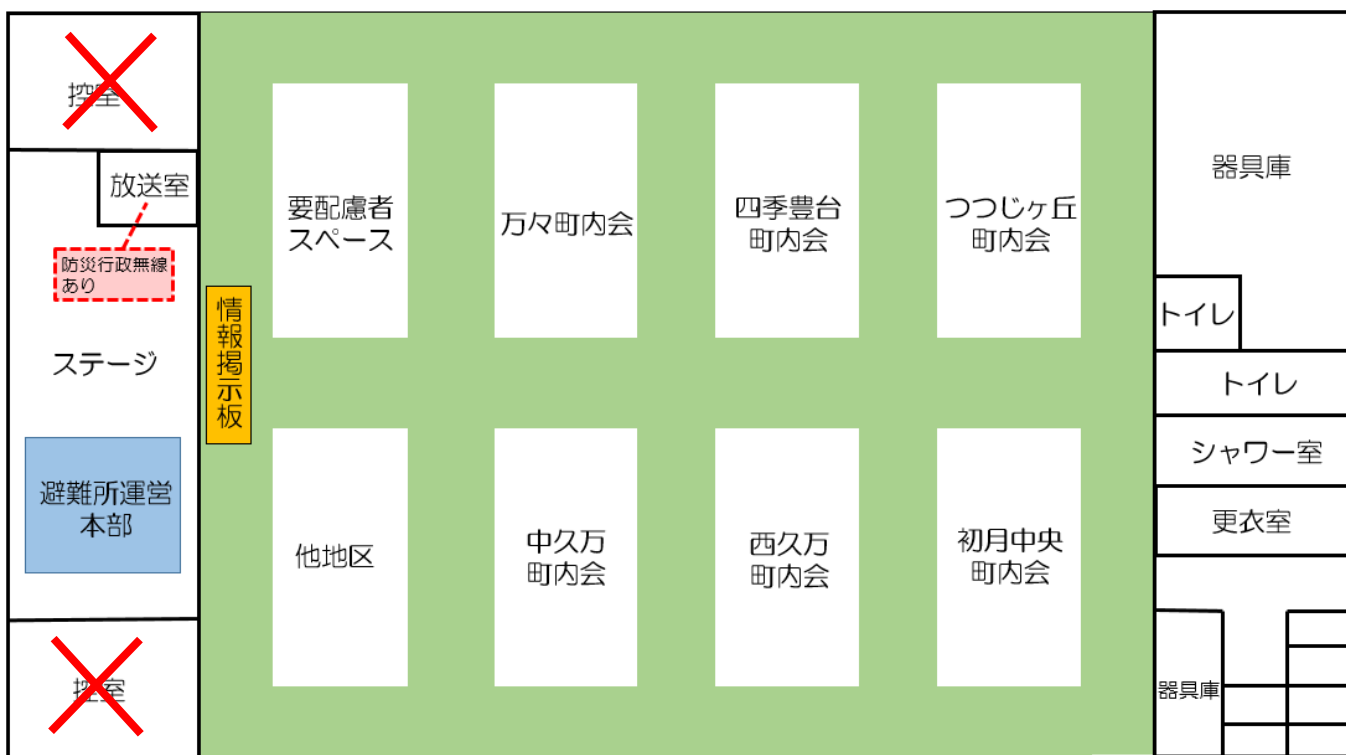 控室
放送室
防災行政無線
あり
ステージ
避難所運営
本部
控室
情報掲示板
要配慮者
スペース
万々町内会
四季豊台
町内会
つつじヶ丘
町内会
他地区
中久万
町内会
西久万
町内会
初月中央
町内会
器具庫
トイレ
トイレ
シャワー室
更衣室
器具庫